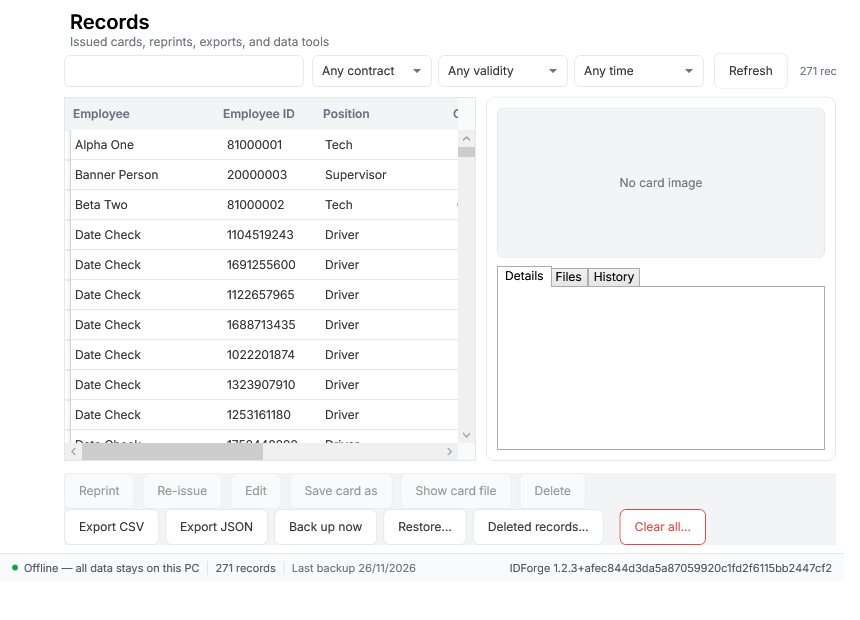 Records
Issued cards, reprints, exports, and data tools
Any contract Any validity Any time Refresh 271 rec
Employee Employee ID Position
Alpha One 81000001 Tech
Banner Person 20000003 Supervisor
Beta Two 81000002 Tech
Date Check 1104519243 Driver
Date Check 1691255600 Driver
Date Check 1122657965 Driver
Date Check 1688713435 Driver
Date Check 1022201874 Driver
Date Check 1323907910 Driver
Date Check 1253161180 Driver
No card image
Details Files History
Reprint Re-issue Edit Save card as Show card file Delete
Export CSV Export JSON Back up now Restore... Deleted records... Clear all...
Offline — all data stays on this PC 271 records Last backup 26/11/2026 IDForge 1.2.3+afec844d3da5a87059920c1fd2f6115bb2447cf2